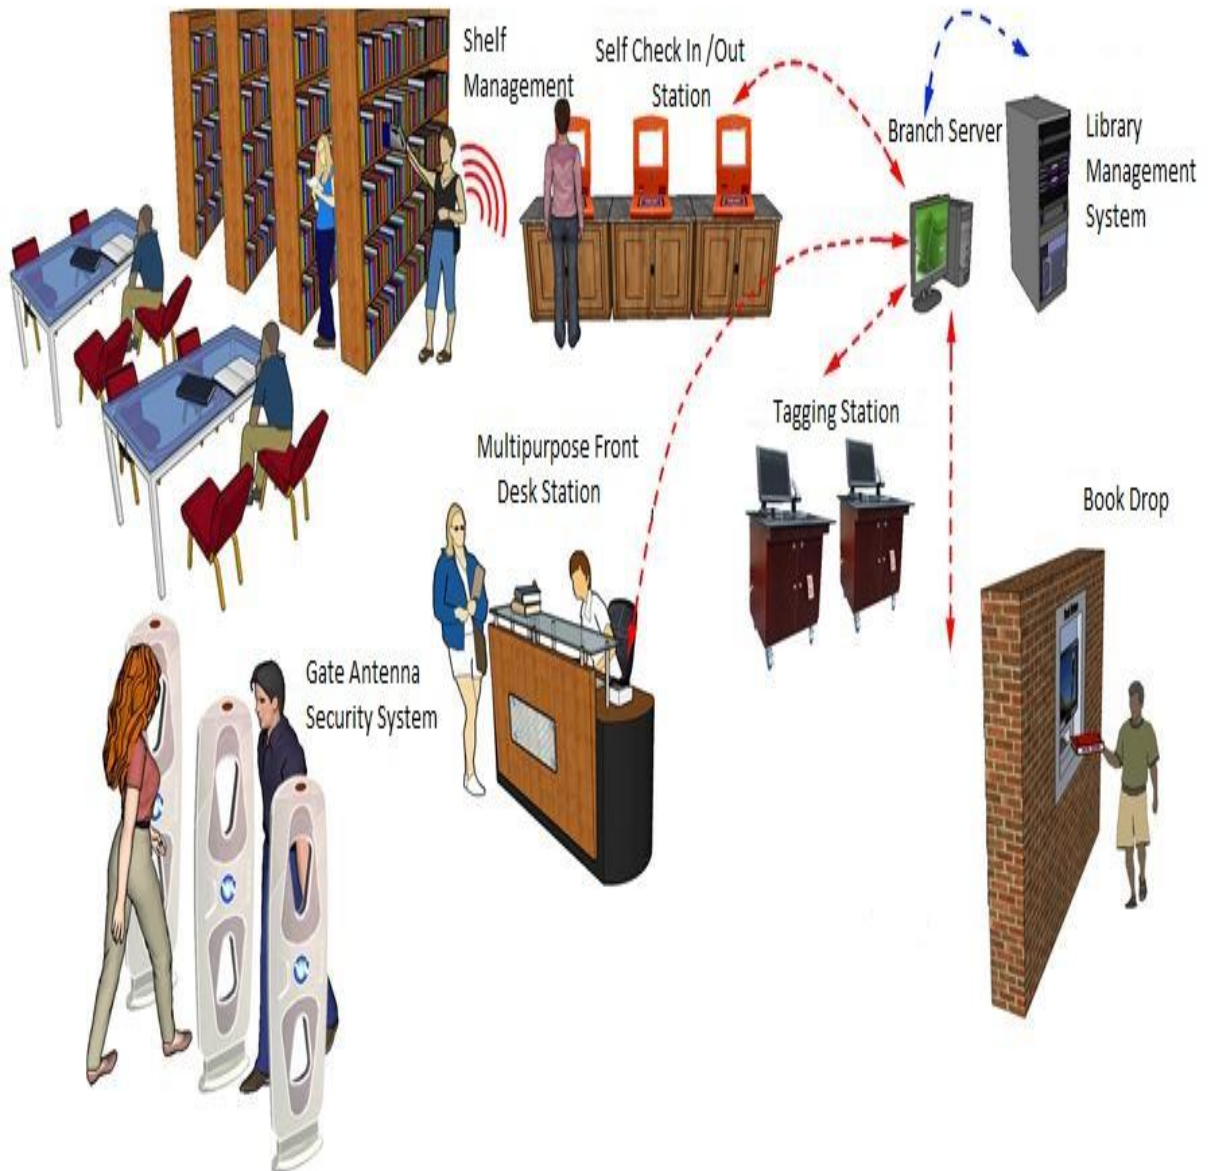 Shelf
Management
Self Check In /Out
Station
Branch Server
Library
Management
System
Tagging Station
Multipurpose Front
Desk Station
Book Drop
Gate Antenna
Security System